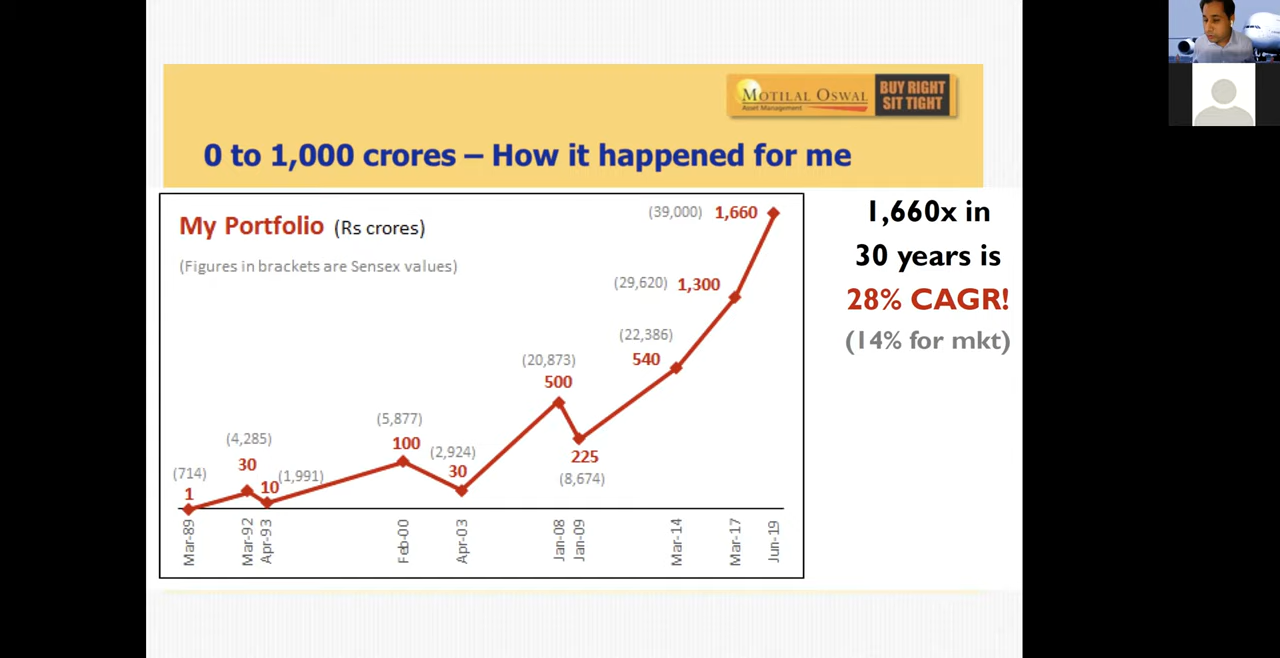 MOTILAL OSWAL
Asset Management
BUY RIGHT
SIT TIGHT
0 to 1,000 crores – How it happened for me
My Portfolio (Rs crores)
(Figures in brackets are Sensex values)
(39,000) 1,660
(29,620) 1,300
(22,386)
540
(20,873)
500
(5,877)
100
(4,285)
30
(2,924)
30
225
(8,674)
(714)
1
10 (1,991)
Mar-89
Mar-92
Apr-93
Feb-00
Apr-03
Jan-08
Jan-09
Mar-14
Mar-17
Jun-19
1,660x in
30 years is
28% CAGR!
(14% for mkt)